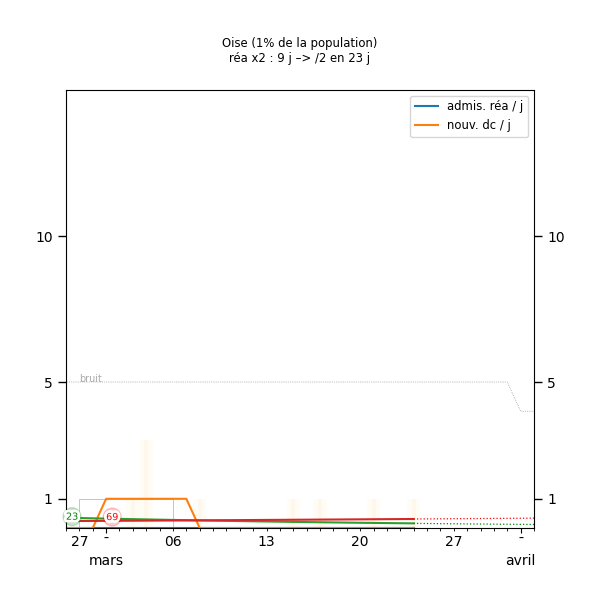 Oise (1% de la population)
réa x2 : 9 j –> /2 en 23 j
admis. réa / j
nouv. dc / j
10 10
bruit
5 5
1 1
23 69
27 - 06 13 20 27 -
mars avril